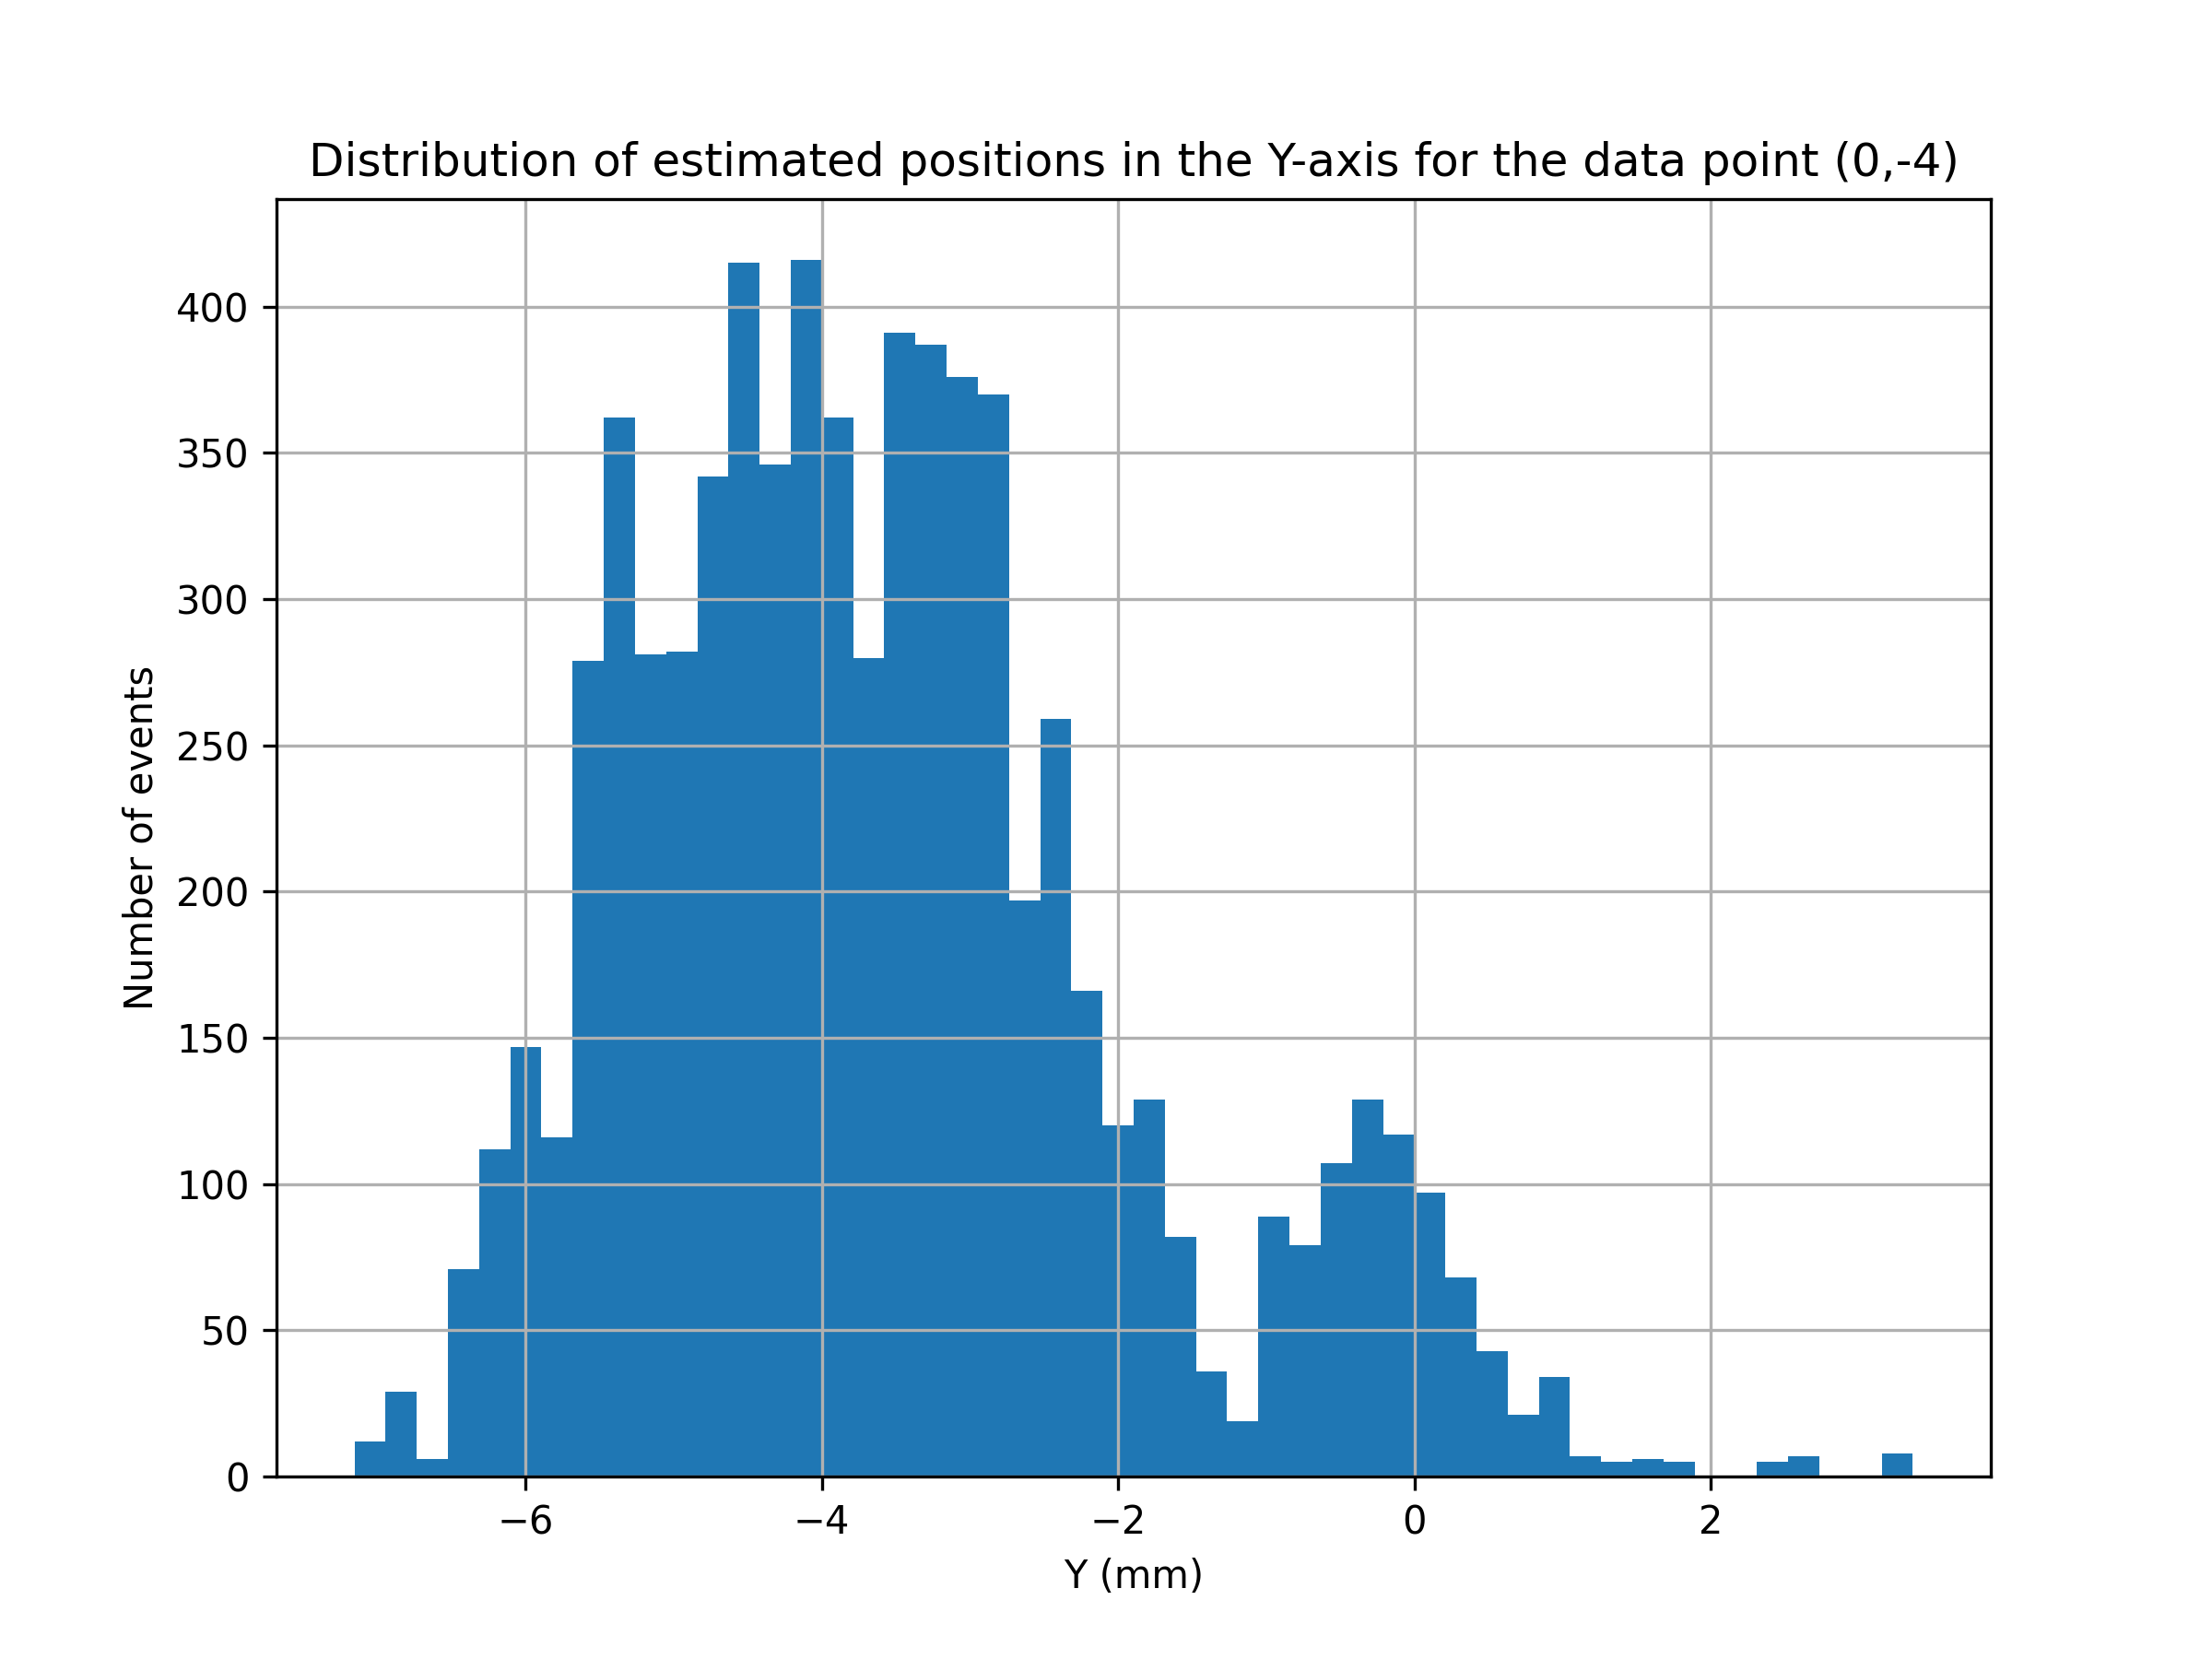 Distribution of estimated positions in the Y-axis for the data point (0,-4)
400
350
300
250
200
150
100
50
0
Number of events
−6 −4 −2 0 2
Y (mm)